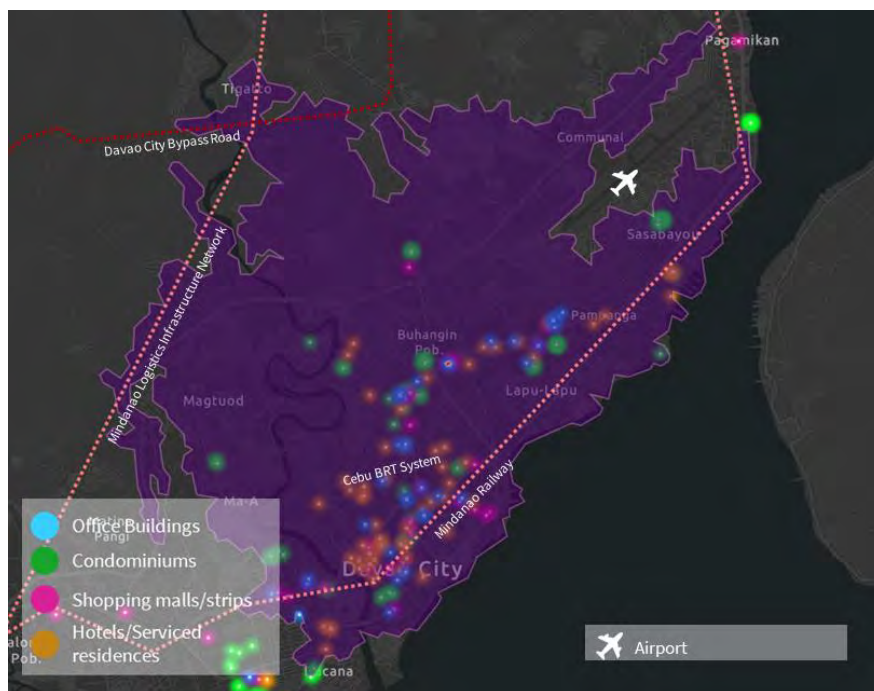 Pagamikan
Tigatto
Communal
Davao City Bypass Road
Mindanao Logistics Infrastructure Network
Sasabayou
Pampanga
Buhangin
Pob.
Lapu-Lapu
Magtuod
Cebu BRT System
Mindanao Railway
Ma-A
Office Buildings
Pangi
Condominiums
Davao City
Shopping malls/strips
Hotels/Serviced
residences
Pob.
Airport